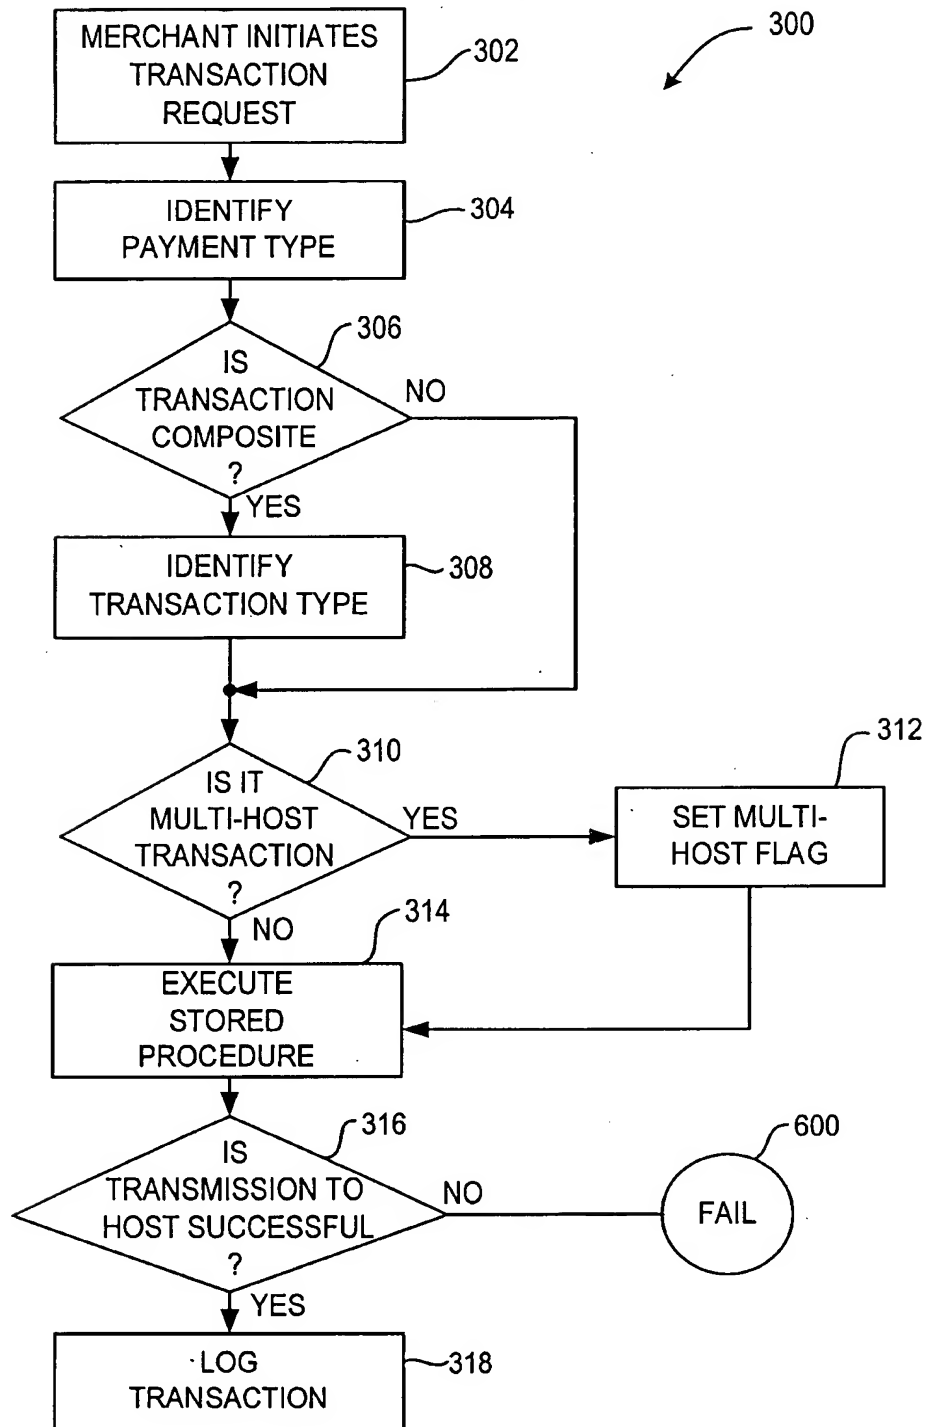 300
MERCHANT INITIATES
TRANSACTION
REQUEST
302
IDENTIFY
PAYMENT TYPE
304
306
IS
TRANSACTION
COMPOSITE
?
NO
YES
IDENTIFY
TRANSACTION TYPE
308
310
IS IT
MULTI-HOST
TRANSACTION
?
YES
NO
312
SET MULTI-
HOST FLAG
314
EXECUTE
STORED
PROCEDURE
316
IS
TRANSMISSION TO
HOST SUCCESSFUL
?
NO
YES
600
FAIL
LOG
TRANSACTION
318